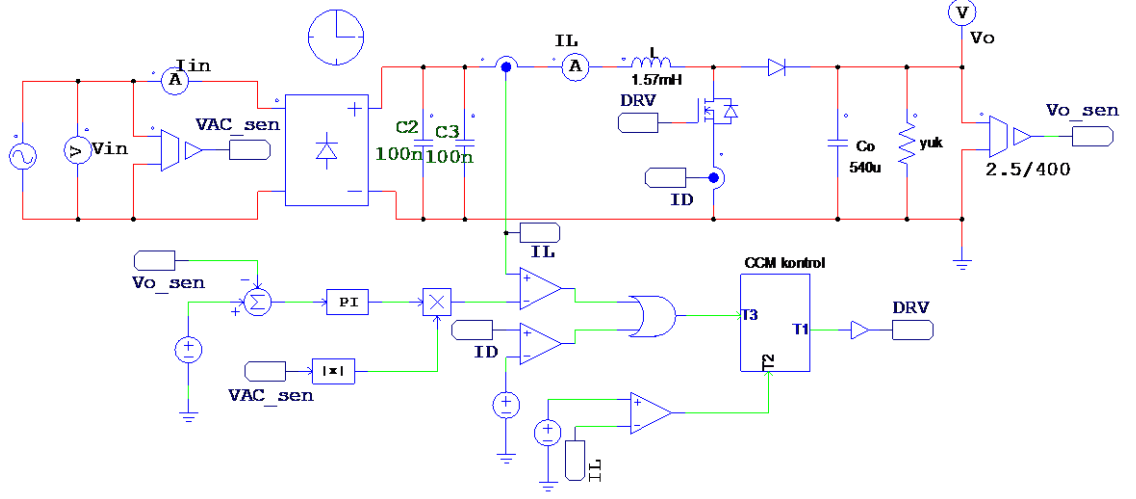 V
Vo
IL
A
L
1.57mH
Iin
A
DRV
VAC_sen
V
Vin
+
−
C2
100n
C3
100n
ID
Co
540u
yuk
Vo_sen
2.5/400
IL
Vo_sen
−
+
Σ
PI
×
+
-
ID
+
-
VAC_sen
|x|
CCM kontrol
T3
T1
T2
DRV
+
-
IL